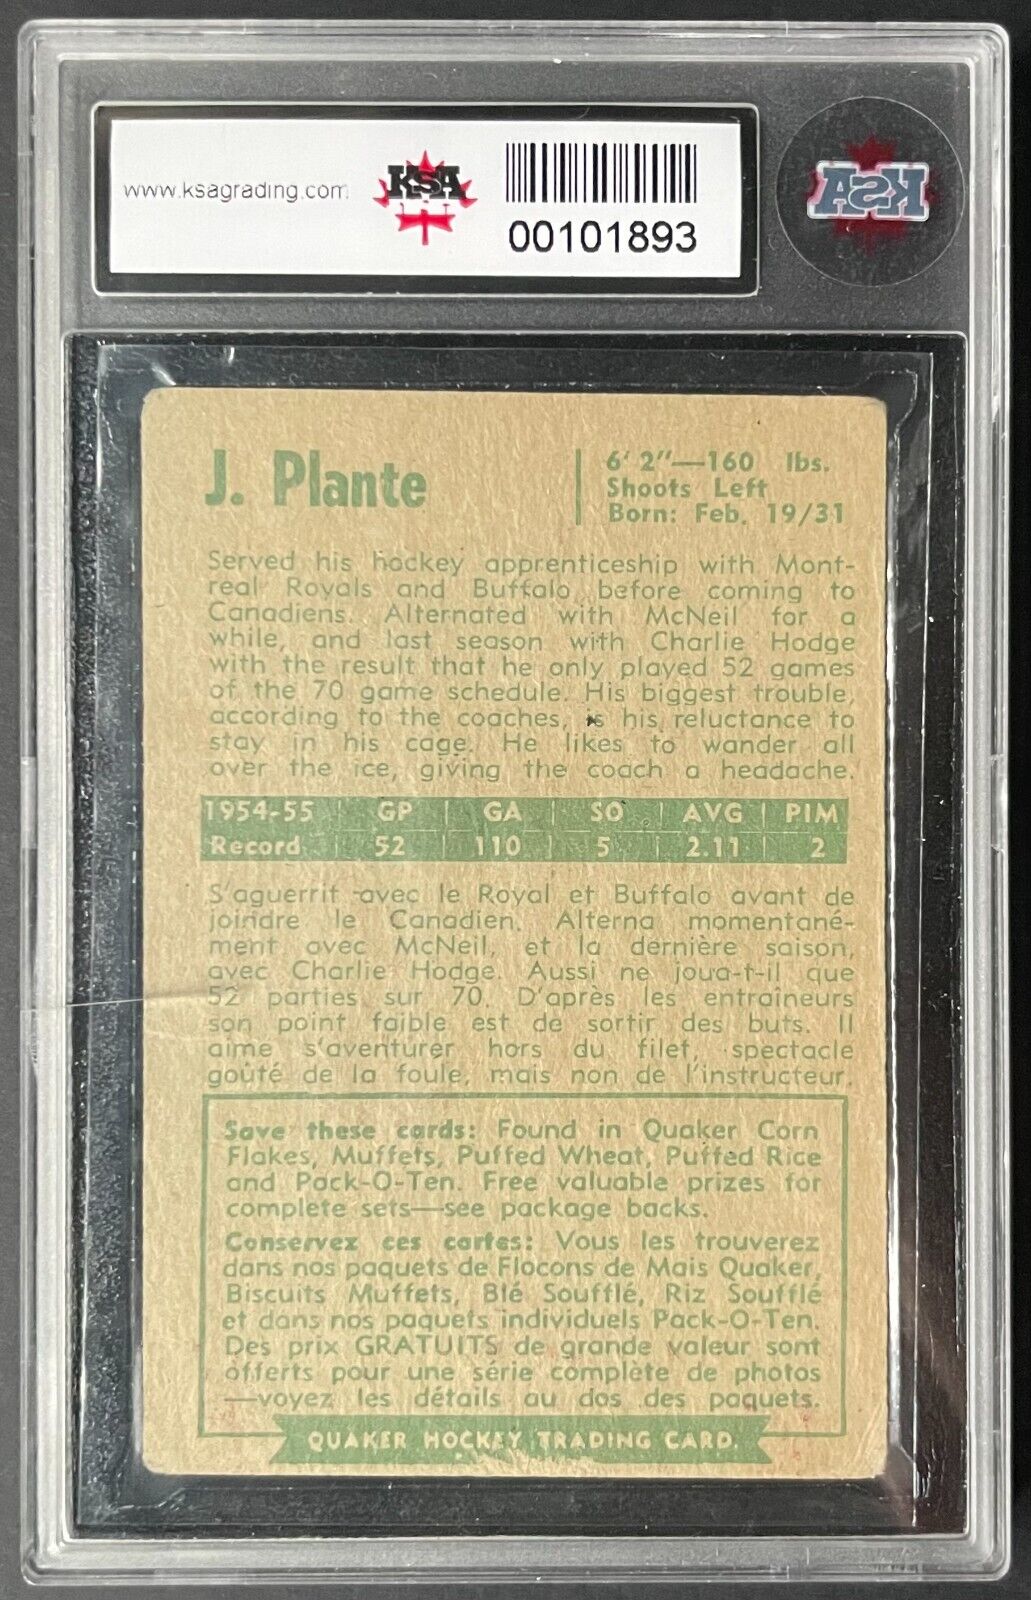 www.ksagrading.com
KSA
00101893
KSA
J. Plante
6' 2"—160 lbs.
Shoots Left
Born: Feb. 19/31
Served his hockey apprenticeship with Mont-
real Royals and Buffalo before coming to
Canadiens. Alternated with McNeil for a
while, and last season with Charlie Hodge
with the result that he only played 52 games
of the 70 game schedule. His biggest trouble,
according to the coaches, is his reluctance to
stay in his cage. He likes to wander all
over the ice, giving the coach a headache.
1954-55 GP GA SO AVG PIM
Record 52 110 5 2.11 2
S'aguerrit avec le Royal et Buffalo avant de
joindre le Canadien. Alterna momentané-
ment avec McNeil, et la dernière saison,
avec Charlie Hodge. Aussi ne joua-t-il que
52 parties sur 70. D'après les entraîneurs
son point faible est de sortir des buts. Il
aime s'aventurer hors du filet, spectacle
goûté de la foule, mais non de l'instructeur.
Save these cards: Found in Quaker Corn
Flakes, Muffets, Puffed Wheat, Puffed Rice
and Pack-O-Ten. Free valuable prizes for
complete sets—see package backs.
Conservez ces cartes: Vous les trouverez
dans nos paquets de Flocons de Mais Quaker,
Biscuits Muffets, Blé Soufflé, Riz Soufflé
et dans nos paquets individuels Pack-O-Ten.
Des prix GRATUITS de grande valeur sont
offerts pour une série complète de photos
—voyez les détails au dos des paquets.
QUAKER HOCKEY TRADING CARD.